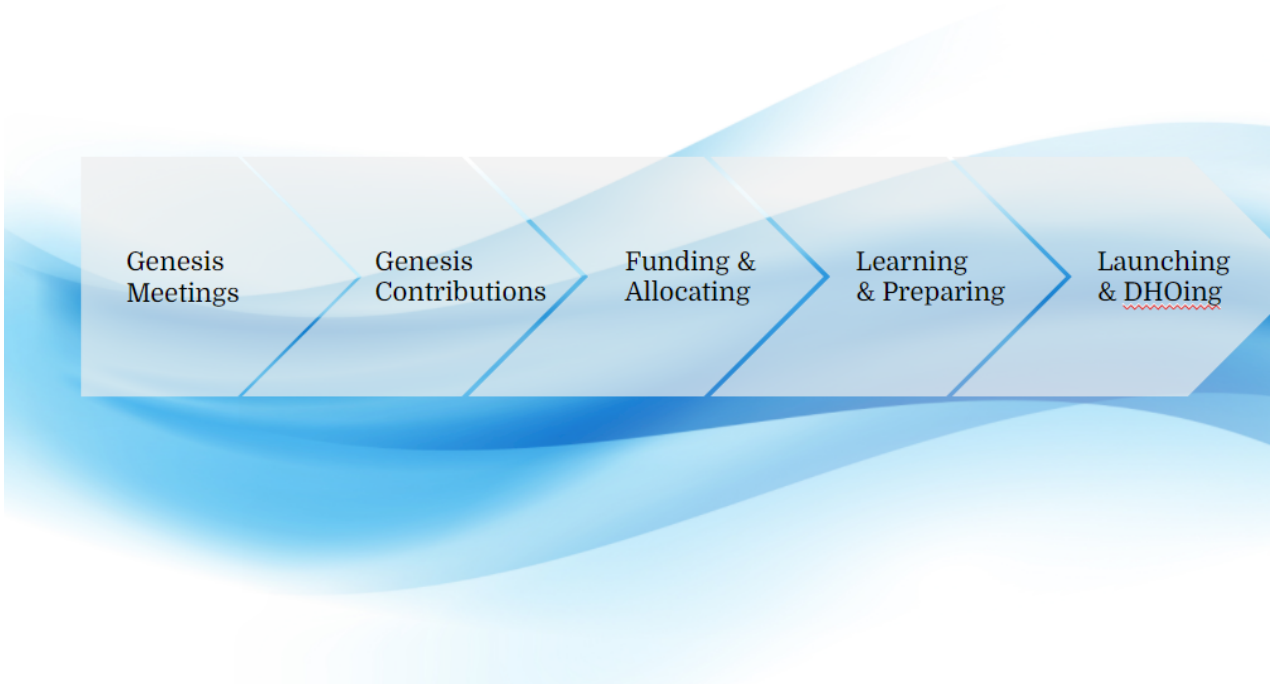 Genesis
Meetings
Genesis
Contributions
Funding &
Allocating
Learning
& Preparing
Launching
& DHOing